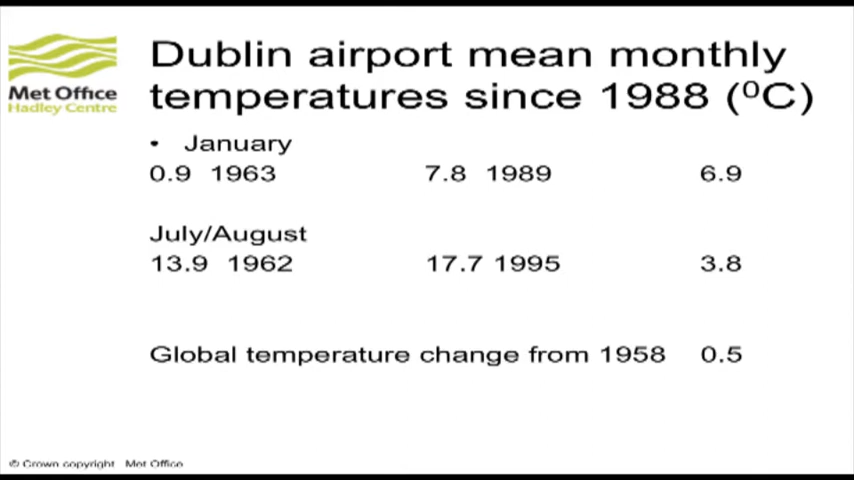 Met Office
Hadley Centre
Dublin airport mean monthly
temperatures since 1988 (⁰C)
• January
0.9 1963 7.8 1989 6.9
July/August
13.9 1962 17.7 1995 3.8
Global temperature change from 1958 0.5
© Crown copyright Met Office